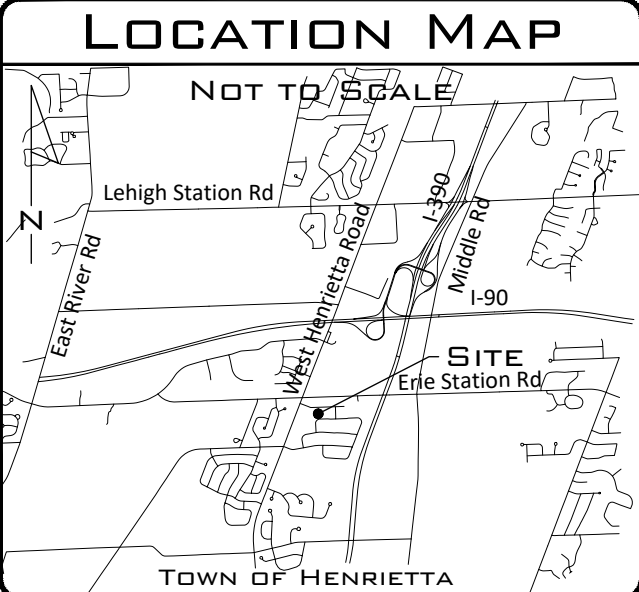 LOCATION MAP
NOT TO SCALE
Lehigh Station Rd
I-390
N
East River Rd
West Henrietta Road
Middle Rd
I-90
SITE
Erie Station Rd
TOWN OF HENRIETTA